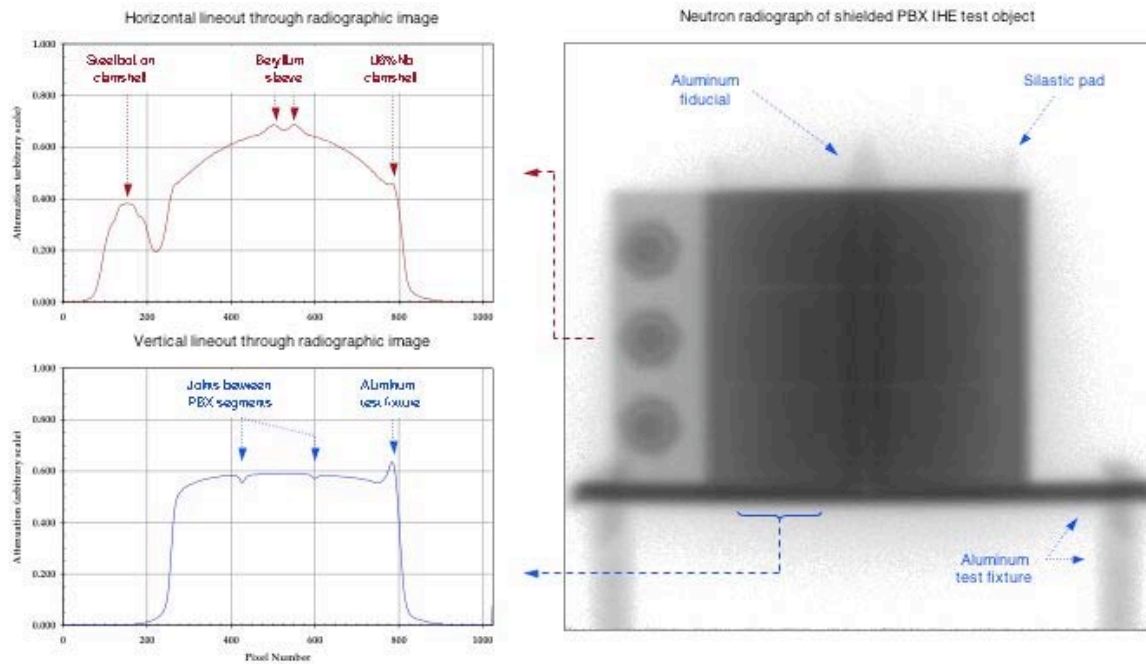 Horizontal lineout through radiographic image
Attenuation (arbitrary scale)
1.000
0.800
0.600
0.400
0.200
0.000
Steel bolt on
clamshell
Beryllium
sleeve
U6%Nb
clamshell
0
200
400
600
800
1000
Vertical lineout through radiographic image
Attenuation (arbitrary scale)
1.000
0.800
0.600
0.400
0.200
0.000
Joints between
PBX segments
Aluminum
test fixture
0
200
400
600
800
1000
Pixel Number
Neutron radiograph of shielded PBX IHE test object
Aluminum
fiducial
Silastic pad
Aluminum
test fixture